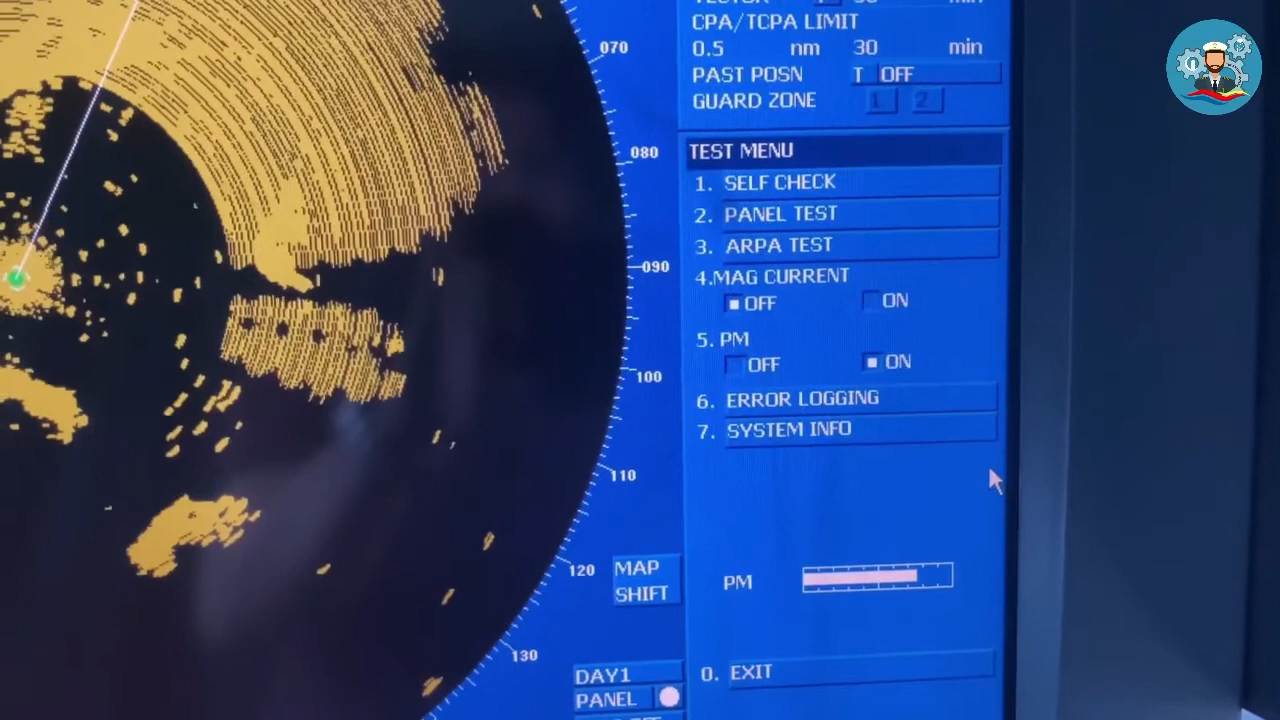 30 min
CPA/TCPA LIMIT
0.5 nm 30 min
PAST POSN T OFF
GUARD ZONE 1 2
TEST MENU
1. SELF CHECK
2. PANEL TEST
3. ARPA TEST
4.MAG CURRENT
OFF ON
5. PM
OFF ON
6. ERROR LOGGING
7. SYSTEM INFO
PM
0. EXIT
070
080
090
100
110
120
130
MAP
SHIFT
DAY1
PANEL